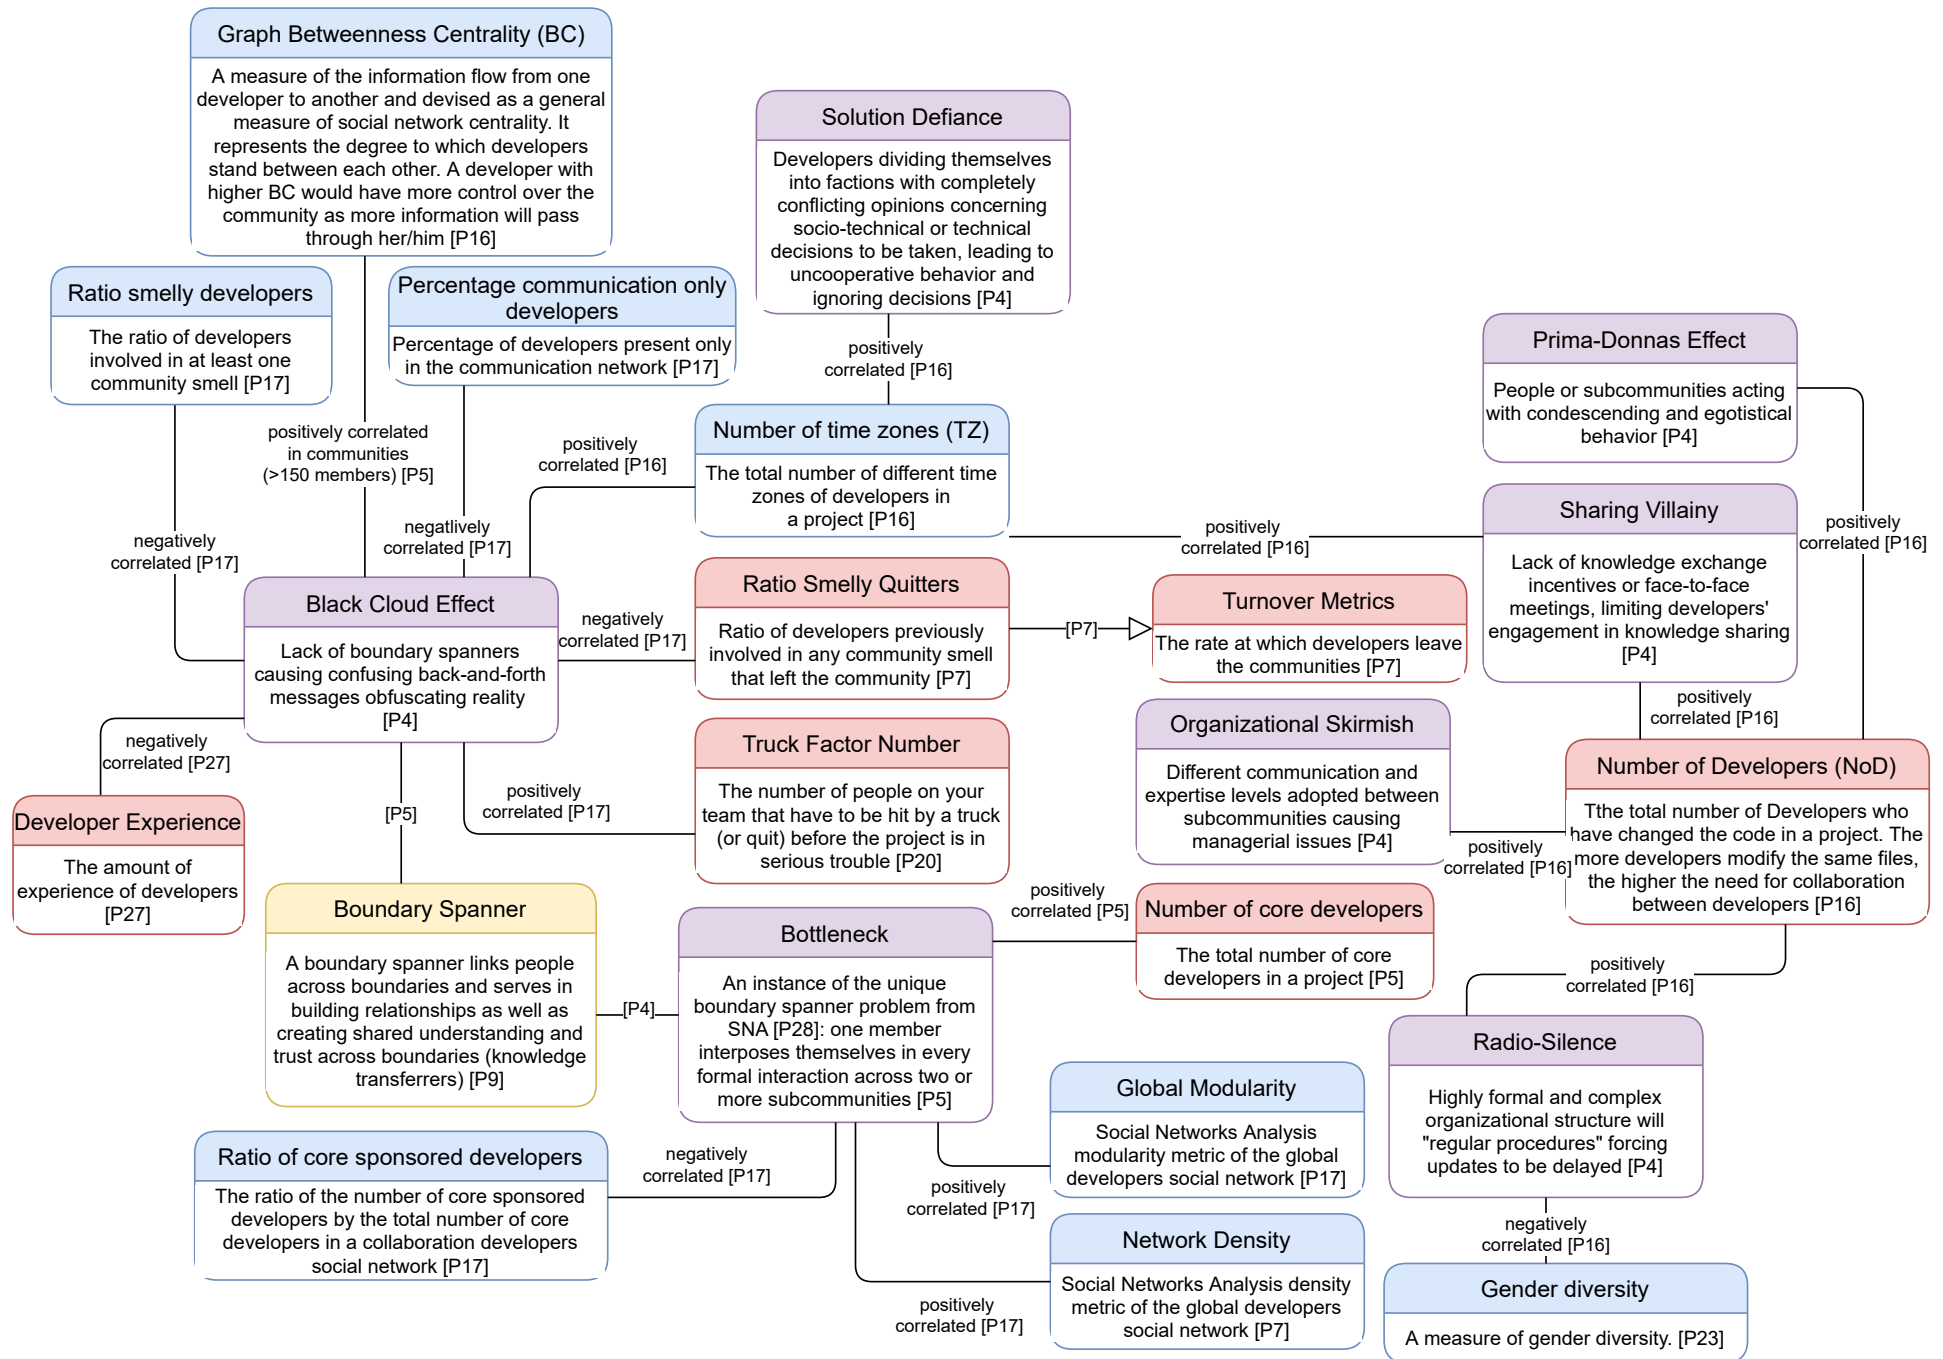 Graph Betweenness Centrality (BC)
A measure of the information flow from one
developer to another and devised as a general
measure of social network centrality. It
represents the degree to which developers
stand between each other. A developer with
higher BC would have more control over the
community as more information will pass
through her/him [P16]
Solution Defiance
Developers dividing themselves
into factions with completely
conflicting opinions concerning
socio-technical or technical
decisions to be taken, leading to
uncooperative behavior and
ignoring decisions [P4]
Ratio smelly developers
The ratio of developers
involved in at least one
community smell [P17]
Percentage communication only
developers
Percentage of developers present only
in the communication network [P17]
positively
correlated [P16]
Prima-Donnas Effect
People or subcommunities acting
with condescending and egotistical
behavior [P4]
positively correlated
in communities
(>150 members) [P5]
positively
correlated [P16]
Number of time zones (TZ)
The total number of different time
zones of developers in
a project [P16]
negatively
correlated [P17]
negatlively
correlated [P17]
positively
correlated [P16]
Sharing Villainy
Lack of knowledge exchange
incentives or face-to-face
meetings, limiting developers'
engagement in knowledge sharing
[P4]
positively
correlated [P16]
Black Cloud Effect
Lack of boundary spanners
causing confusing back-and-forth
messages obfuscating reality
[P4]
negatively
correlated [P17]
Ratio Smelly Quitters
Ratio of developers previously
involved in any community smell
that left the community [P7]
[P7]
Turnover Metrics
The rate at which developers leave
the communities [P7]
positively
correlated [P16]
negatively
correlated [P27]
Developer Experience
The amount of
experience of developers
[P27]
[P5]
positively
correlated [P17]
Truck Factor Number
The number of people on your
team that have to be hit by a truck
(or quit) before the project is in
serious trouble [P20]
Organizational Skirmish
Different communication and
expertise levels adopted between
subcommunities causing
managerial issues [P4]
positively
correlated [P16]
Number of Developers (NoD)
Tthe total number of Developers who
have changed the code in a project. The
more developers modify the same files,
the higher the need for collaboration
between developers [P16]
Boundary Spanner
A boundary spanner links people
across boundaries and serves in
building relationships as well as
creating shared understanding and
trust across boundaries (knowledge
transferrers) [P9]
[P4]
Bottleneck
An instance of the unique
boundary spanner problem from
SNA [P28]: one member
interposes themselves in every
formal interaction across two or
more subcommunities [P5]
positively
correlated [P5]
Number of core developers
The total number of core
developers in a project [P5]
positively
correlated [P16]
Radio-Silence
Highly formal and complex
organizational structure will
"regular procedures" forcing
updates to be delayed [P4]
Ratio of core sponsored developers
The ratio of the number of core sponsored
developers by the total number of core
developers in a collaboration developers
social network [P17]
negatively
correlated [P17]
positively
correlated [P17]
Global Modularity
Social Networks Analysis
modularity metric of the global
developers social network [P17]
positively
correlated [P17]
Network Density
Social Networks Analysis density
metric of the global developers
social network [P7]
negatively
correlated [P16]
Gender diversity
A measure of gender diversity. [P23]